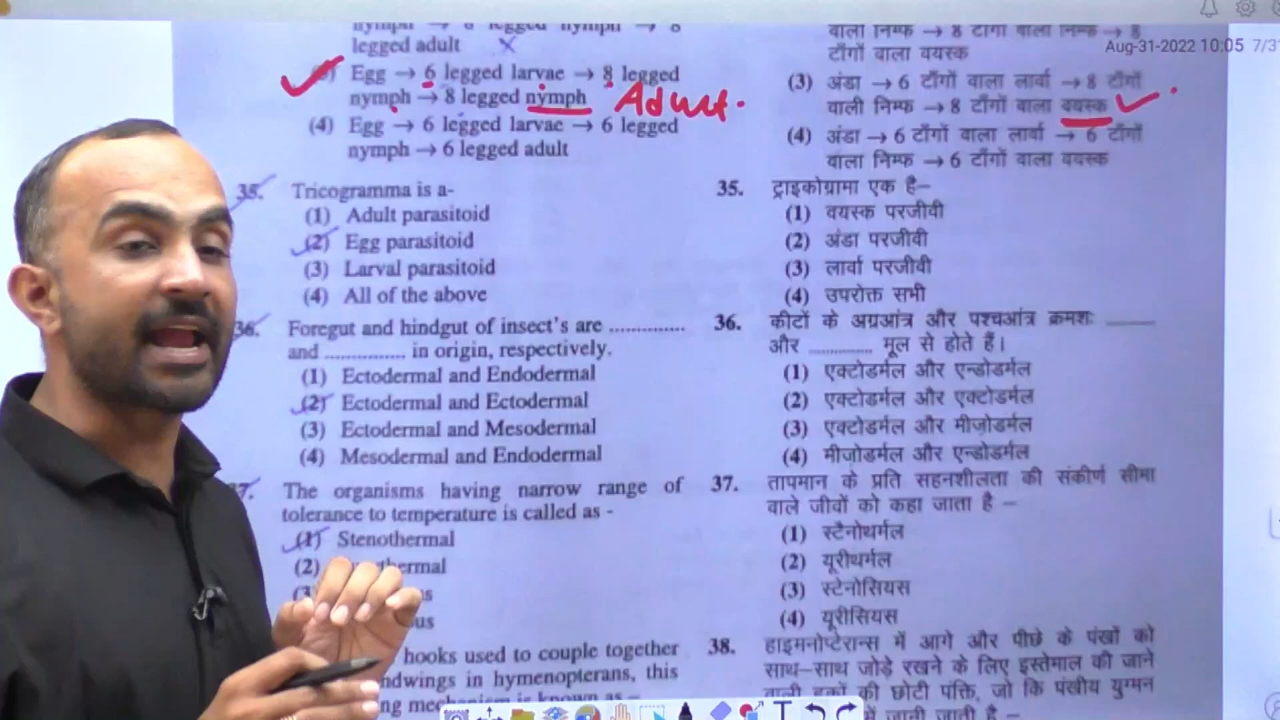 legged adult X
Egg → 6 legged larvae → 8 legged
nymph → 8 legged nymph Adult.
(4) Egg → 6 legged larvae → 6 legged
nymph → 6 legged adult
35. Tricogramma is a-
(1) Adult parasitoid
(2) Egg parasitoid
(3) Larval parasitoid
(4) All of the above
36. Foregut and hindgut of insect's are ..............
and ............... in origin, respectively.
(1) Ectodermal and Endodermal
(2) Ectodermal and Ectodermal
(3) Ectodermal and Mesodermal
(4) Mesodermal and Endodermal
37. The organisms having narrow range of
tolerance to temperature is called as -
(1) Stenothermal
(2)
hooks used to couple together
in hymenopterans, this
is known as
Aug-31-2022 10:05
वाला निम्फ → 8 टाँगों वाला निम्फ → 8
टाँगों वाला वयस्क
(3) अंडा → 6 टाँगों वाला लार्वा → 8 टाँगों
वाली निम्फ → 8 टाँगों वाला वयस्क
(4) अंडा → 6 टाँगों वाला लार्वा → 6 टाँगों
वाला निम्फ → 6 टाँगों वाला वयस्क
35. ट्राइकोग्रामा एक है–
(1) वयस्क परजीवी
(2) अंडा परजीवी
(3) लार्वा परजीवी
(4) उपरोक्त सभी
36. कीटों के अग्रआंत्र और पश्चआंत्र क्रमशः ..........
और ............. मूल से होते हैं।
(1) एक्टोडर्मल और एन्डोडर्मल
(2) एक्टोडर्मल और एक्टोडर्मल
(3) एक्टोडर्मल और मीज़ोडर्मल
(4) मीजोडर्मल और एन्डोडर्मल
37. तापमान के प्रति सहनशीलता की संकीर्ण सीमा
वाले जीवों को कहा जाता है –
(1) स्टैनोथर्मल
(2) यूरीथर्मल
(3) स्टेनोसियस
(4) यूरीसियस
38. हाइमनोप्टेरान्स में आगे और पीछे के पंखों को
साथ–साथ जोड़े रखने के लिए इस्तेमाल की जाने
वाली हुकों की छोटी पंक्ति, जो कि पंखीय युग्मन
में जानी जाती है –